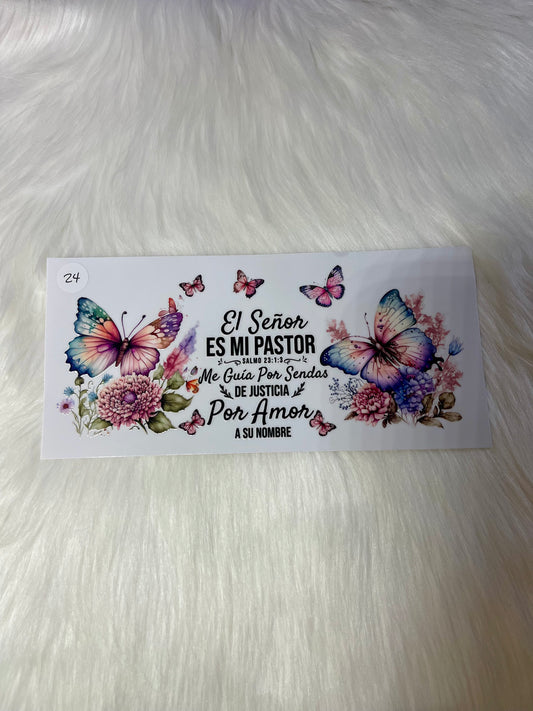 24
El Señor
ES MI PASTOR
SALMO 23:1:3
Me Guía Por Sendas
DE JUSTICIA
Por Amor
A SU NOMBRE